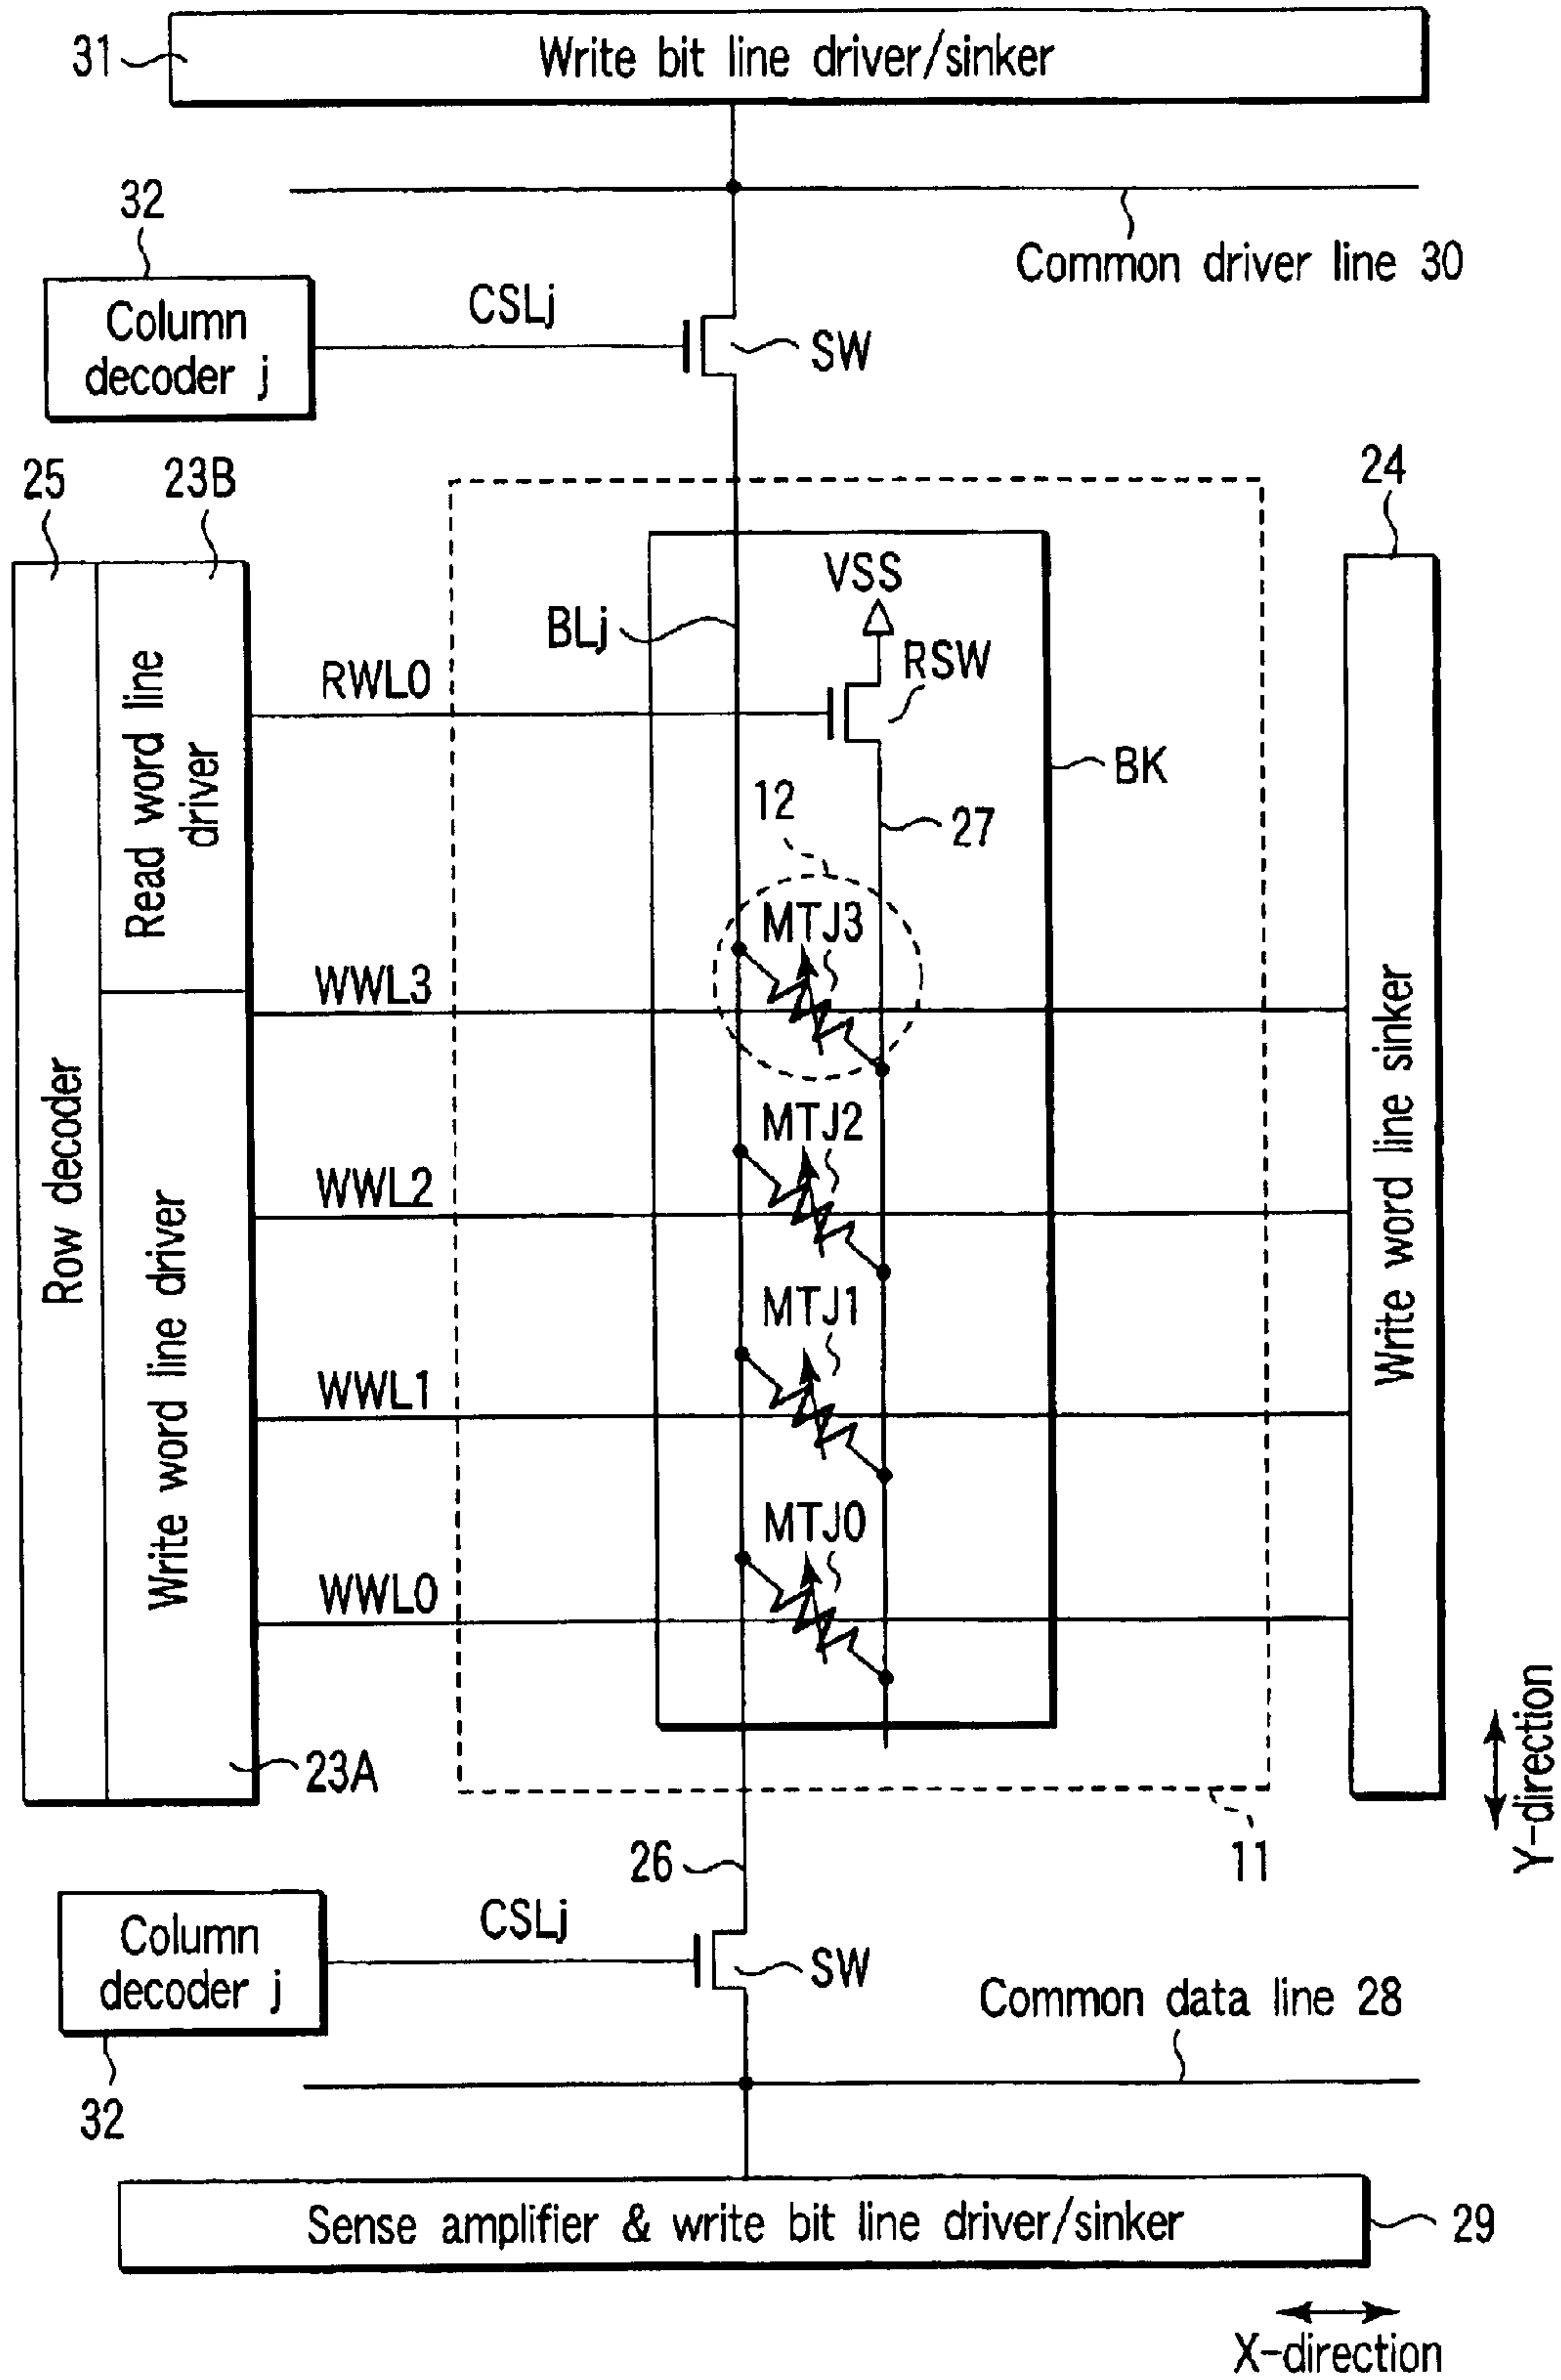 31
Write bit line driver/sinker
32
Common driver line 30
Column
decoder j
CSLj
SW
25
23B
24
VSS
BLj
RSW
RWL0
Read word line
driver
BK
12
27
MTJ3
WWL3
Row decoder
Write word line sinker
MTJ2
WWL2
Write word line driver
MTJ1
WWL1
MTJ0
WWL0
23A
Y-direction
11
26
Column
decoder j
CSLj
SW
Common data line 28
32
Sense amplifier & write bit line driver/sinker
29
X-direction